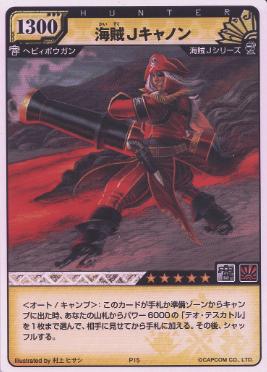 HUNTER
1300
かいぞく
海賊Jキャノン
ヘビィボウガン
海賊Jシリーズ
<オート/キャンプ>:このカードが手札か準備ゾーンからキャン
プに出た時、あなたの山札からパワー6000の「テオ・テスカトル」
を1枚まで選んで、相手に見せてから手札に加える。その後、シャッ
フルする。
Illustrated by 村上 ヒサシ
P15
©CAPCOM CO., LTD.